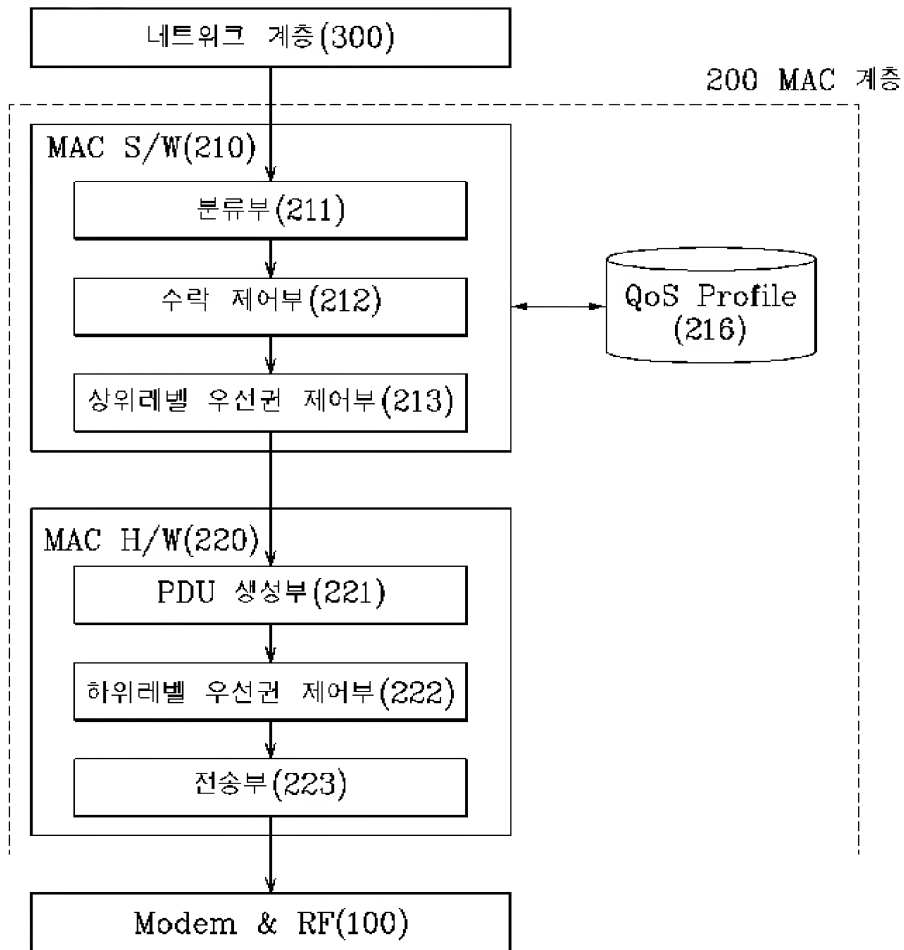 네트워크 계층(300)
200 MAC 계층
MAC S/W(210)
분류부(211)
수락 제어부(212)
상위레벨 우선권 제어부(213)
QoS Profile
(216)
MAC H/W(220)
PDU 생성부(221)
하위레벨 우선권 제어부(222)
전송부(223)
Modem & RF(100)